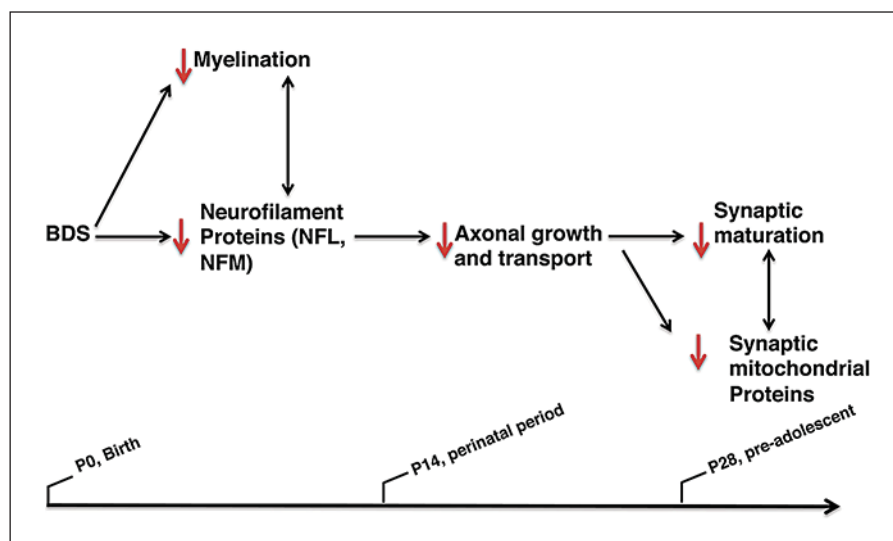 Myelination
BDS
Neurofilament
Proteins (NFL,
NFM)
Axonal growth
and transport
Synaptic
maturation
Synaptic
mitochondrial
Proteins
P0, Birth
P14, perinatal period
P28, pre-adolescent